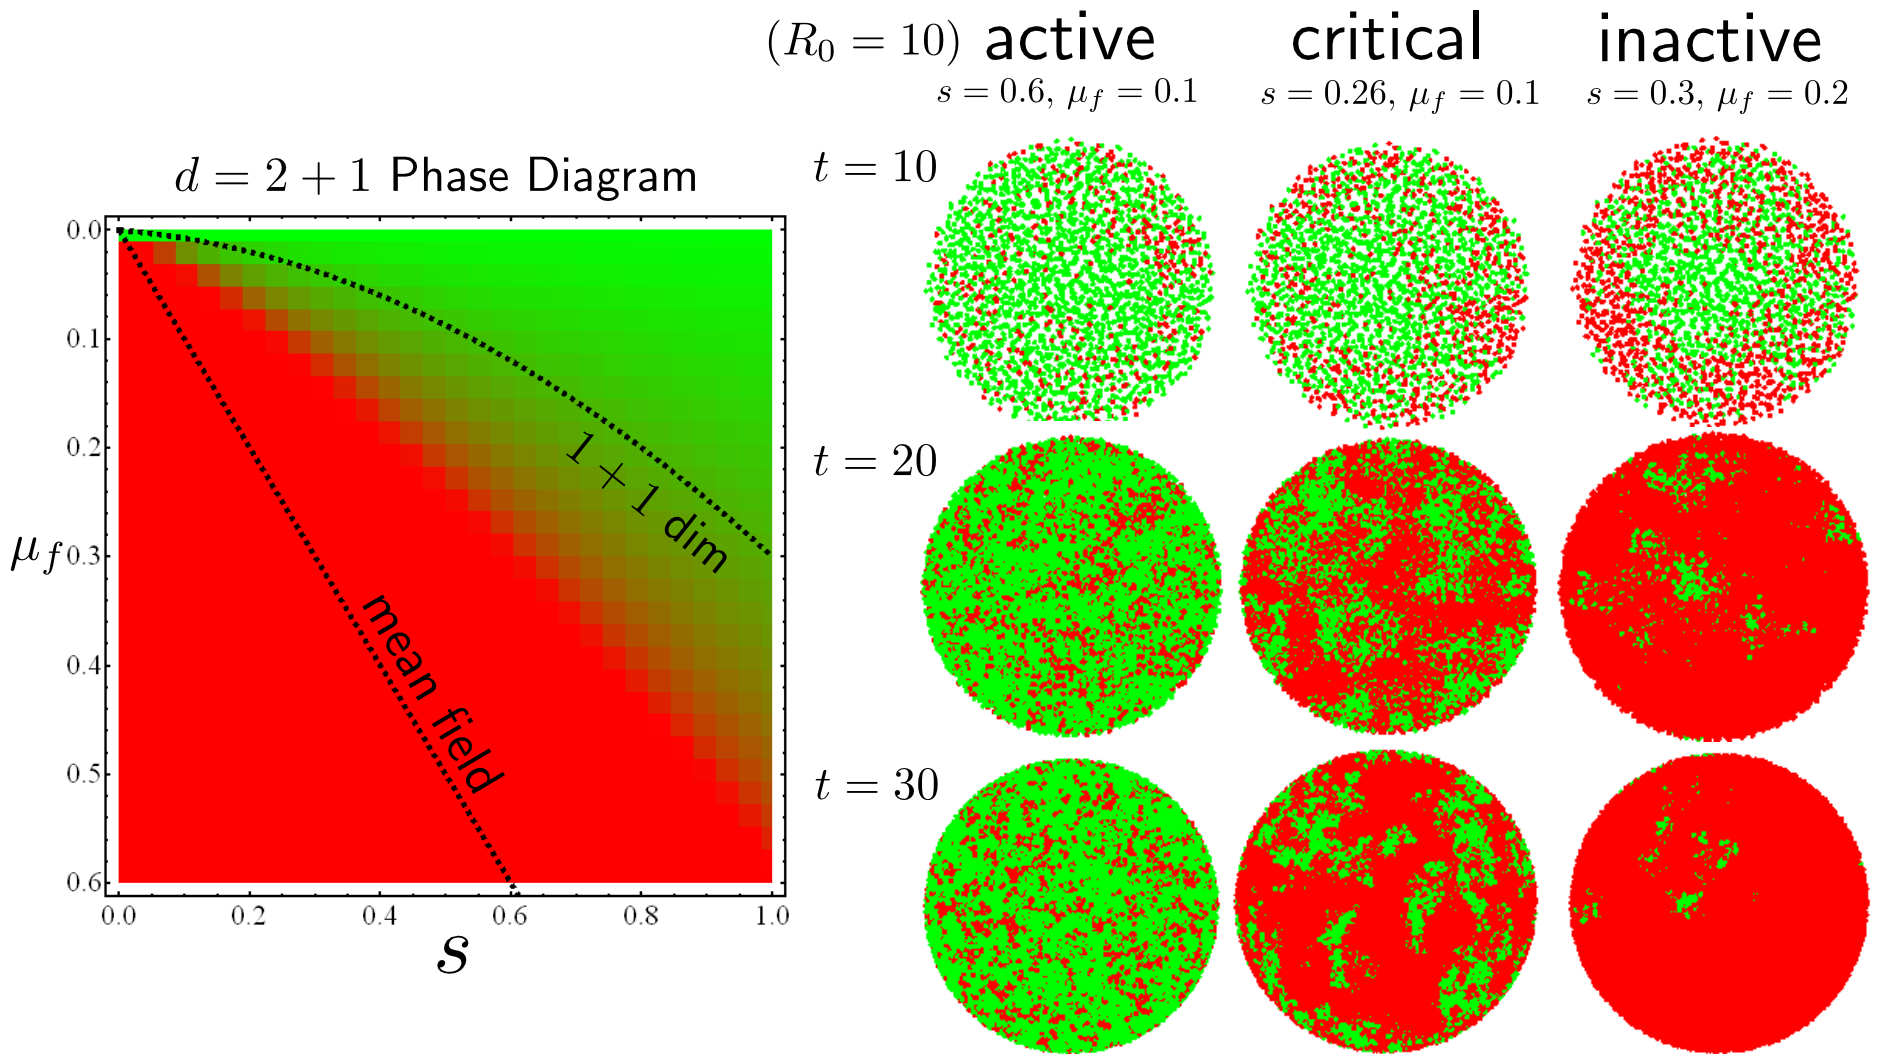 (R₀ = 10) active critical inactive
s = 0.6, μ_f = 0.1 s = 0.26, μ_f = 0.1 s = 0.3, μ_f = 0.2
d = 2 + 1 Phase Diagram
0.0
0.1
0.2
0.3
0.4
0.5
0.6
μ_f
1 + 1 dim
mean field
0.0 0.2 0.4 0.6 0.8 1.0
s
t = 10
t = 20
t = 30